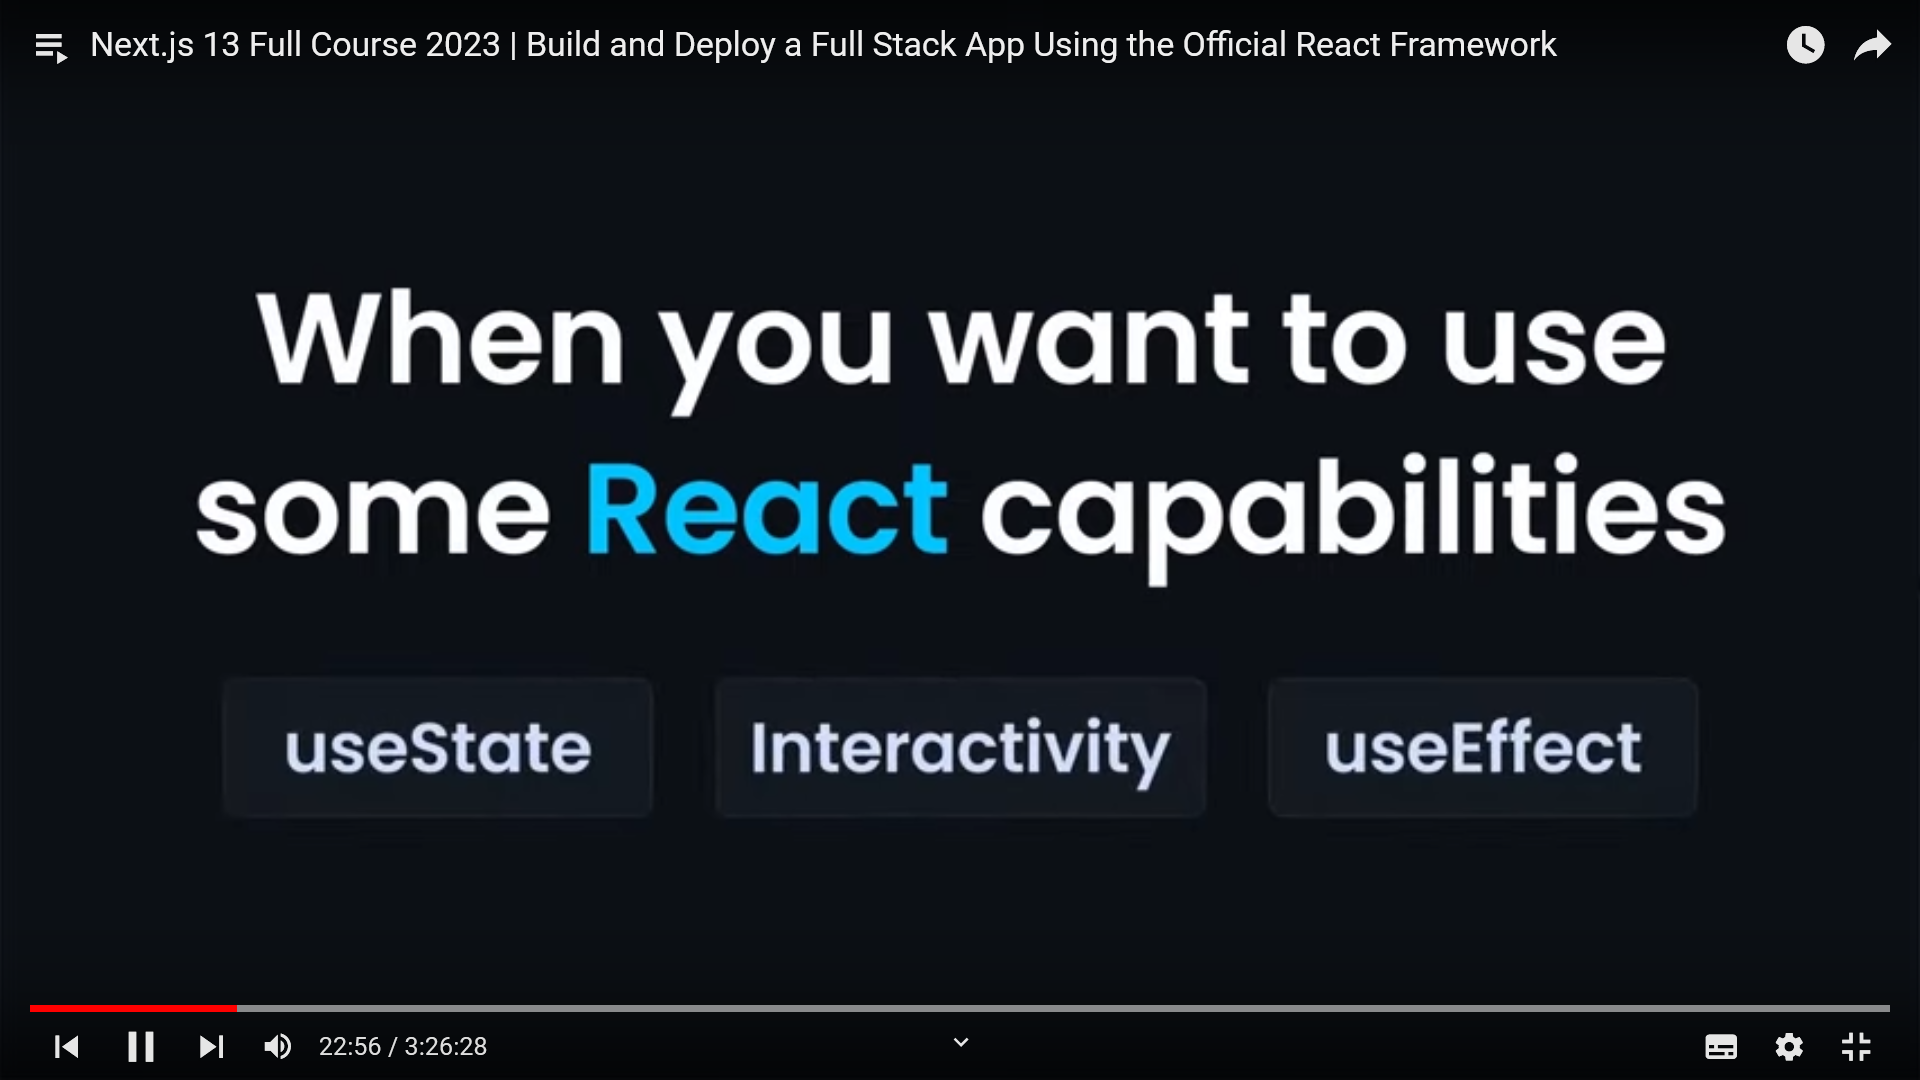 Next.js 13 Full Course 2023 | Build and Deploy a Full Stack App Using the Official React Framework
When you want to use
some React capabilities
useState
Interactivity
useEffect
22:56 / 3:26:28